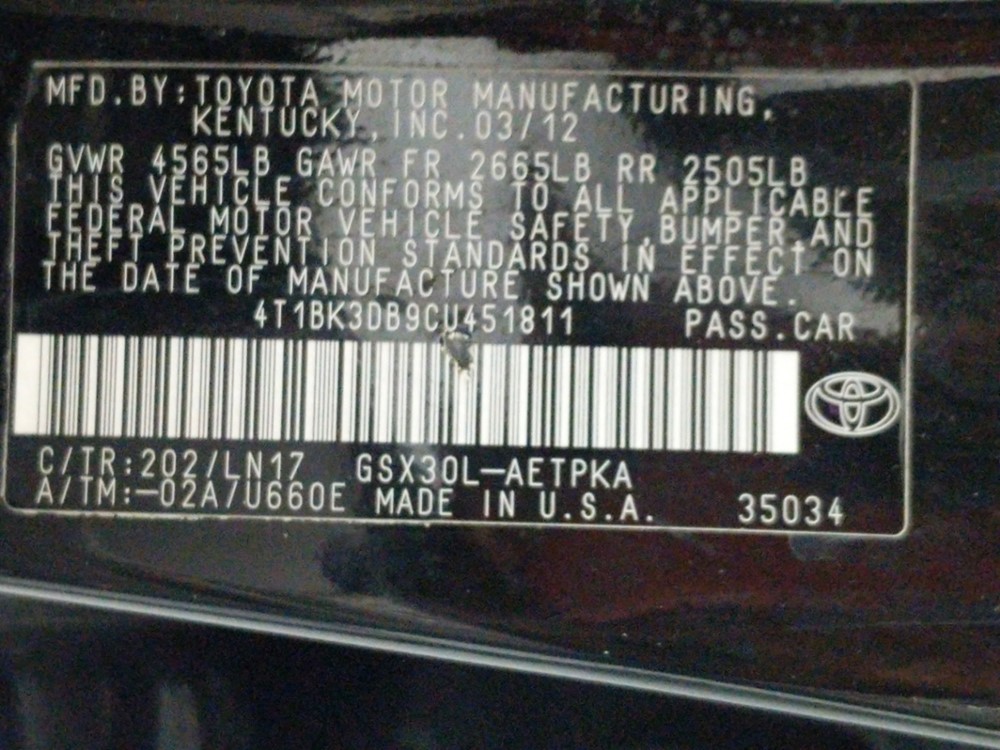 MFD.BY:TOYOTA MOTOR MANUFACTURING,
KENTUCKY,INC.03/12
GVWR 4565LB GAWR FR 2665LB RR 2505LB
THIS VEHICLE CONFORMS TO ALL APPLICABLE
FEDERAL MOTOR VEHICLE SAFETY,BUMPER AND
THEFT PREVENTION STANDARDS IN EFFECT ON
THE DATE OF MANUFACTURE SHOWN ABOVE.
4T1BK3DB9CU451811 PASS.CAR
C/TR:202/LN17 GSX30L-AETPKA
A/TM:-02A/U660E MADE IN U.S.A. 35034